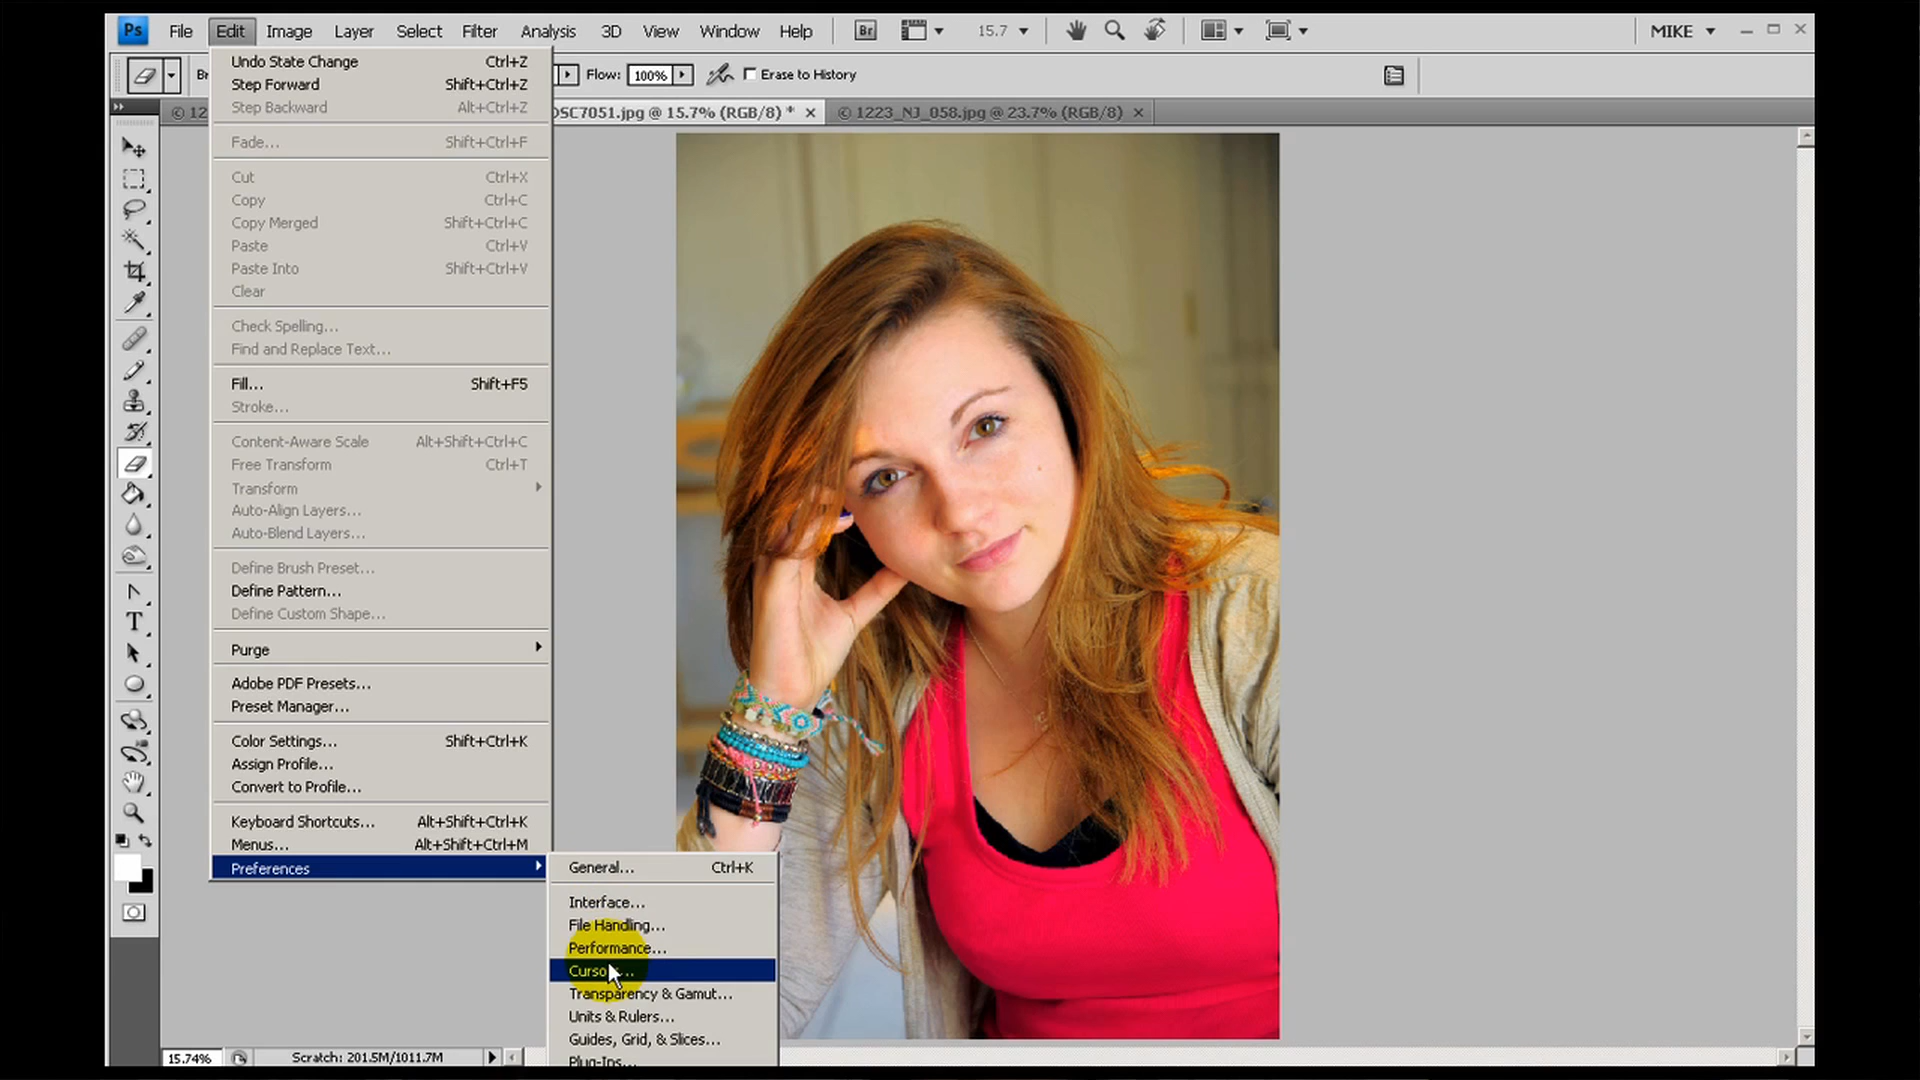 Ps File Edit Image Layer Select Filter Analysis 3D View Window Help Br 15.7 MIKE
Br Flow: 100% Erase to History
© 12 DSC7051.jpg @ 15.7% (RGB/8) * × © 1223_NJ_058.jpg @ 23.7% (RGB/8) ×
Undo State Change Ctrl+Z
Step Forward Shift+Ctrl+Z
Step Backward Alt+Ctrl+Z
Fade... Shift+Ctrl+F
Cut Ctrl+X
Copy Ctrl+C
Copy Merged Shift+Ctrl+C
Paste Ctrl+V
Paste Into Shift+Ctrl+V
Clear
Check Spelling...
Find and Replace Text...
Fill... Shift+F5
Stroke...
Content-Aware Scale Alt+Shift+Ctrl+C
Free Transform Ctrl+T
Transform
Auto-Align Layers...
Auto-Blend Layers...
Define Brush Preset...
Define Pattern...
Define Custom Shape...
Purge
Adobe PDF Presets...
Preset Manager...
Color Settings... Shift+Ctrl+K
Assign Profile...
Convert to Profile...
Keyboard Shortcuts... Alt+Shift+Ctrl+K
Menus... Alt+Shift+Ctrl+M
Preferences
General... Ctrl+K
Interface...
File Handling...
Performance...
Cursors...
Transparency & Gamut...
Units & Rulers...
Guides, Grid, & Slices...
Plug-Ins...
15.74% Scratch: 201.5M/1011.7M